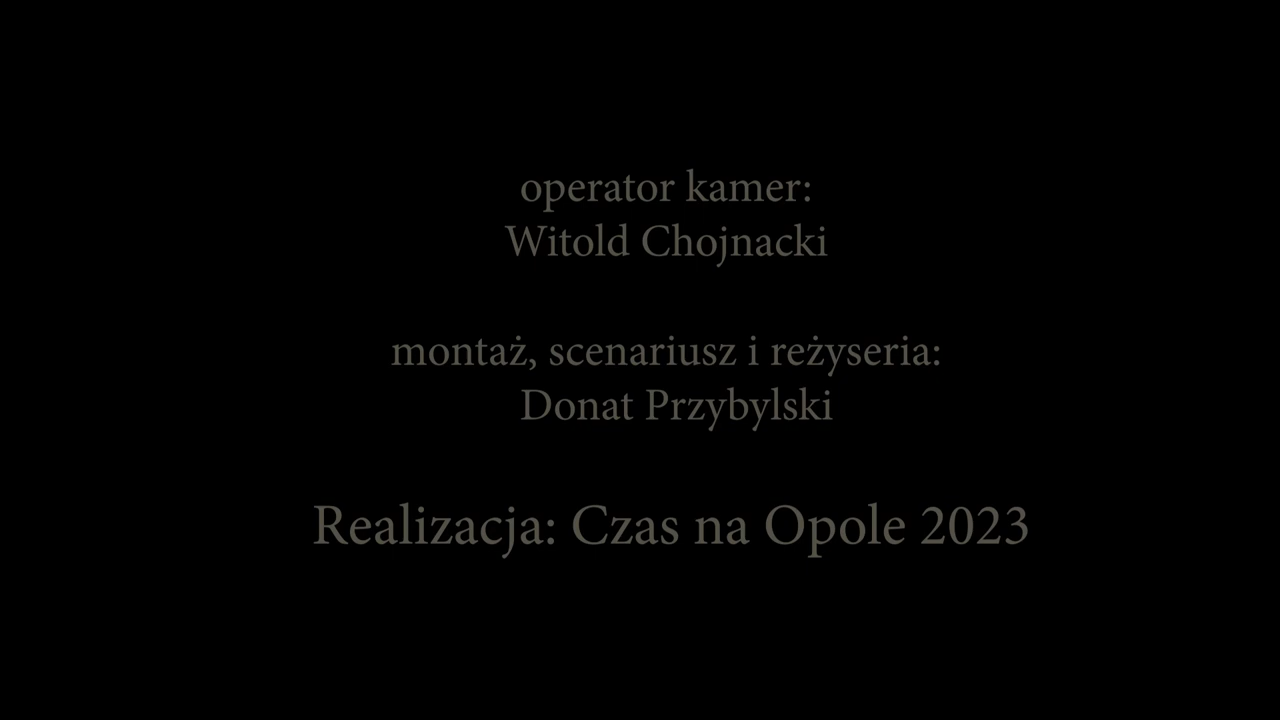 operator kamer:
Witold Chojnacki
montaż, scenariusz i reżyseria:
Donat Przybylski
Realizacja: Czas na Opole 2023